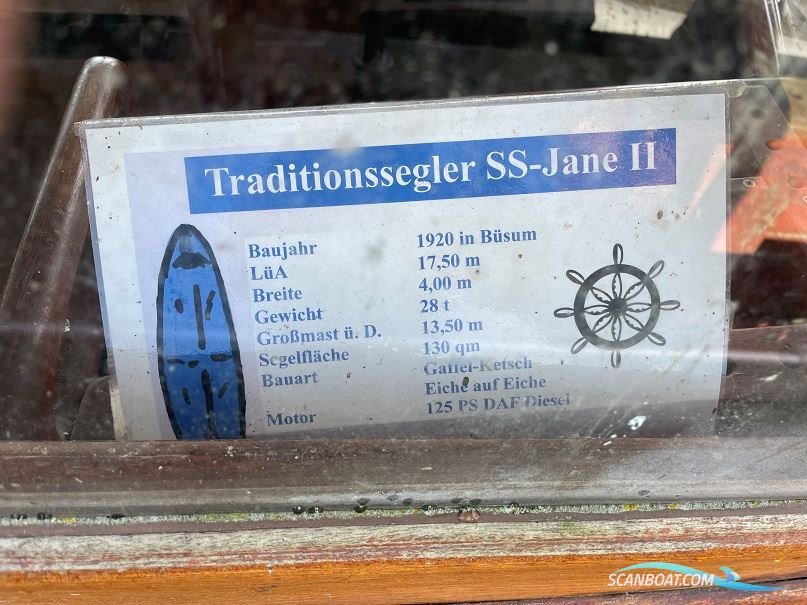 Traditionssegler SS-Jane II
Baujahr 1920 in Büsum
LüA 17,50 m
Breite 4,00 m
Gewicht 28 t
Großmast ü. D. 13,50 m
Segelfläche 130 qm
Bauart Gaffel-Ketsch
Eiche auf Eiche
Motor 125 PS DAF Diesel
SCANBOAT.COM